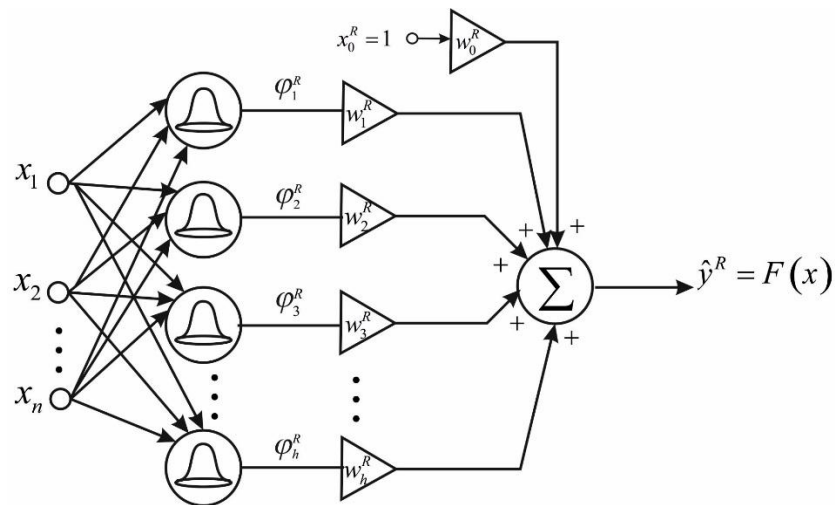 x_0^R = 1
w_0^R
φ_1^R
w_1^R
x_1
φ_2^R
w_2^R
x_2
φ_3^R
w_3^R
+
+
+
+
+
+
Σ
ŷ^R = F(x)
x_n
φ_h^R
w_h^R